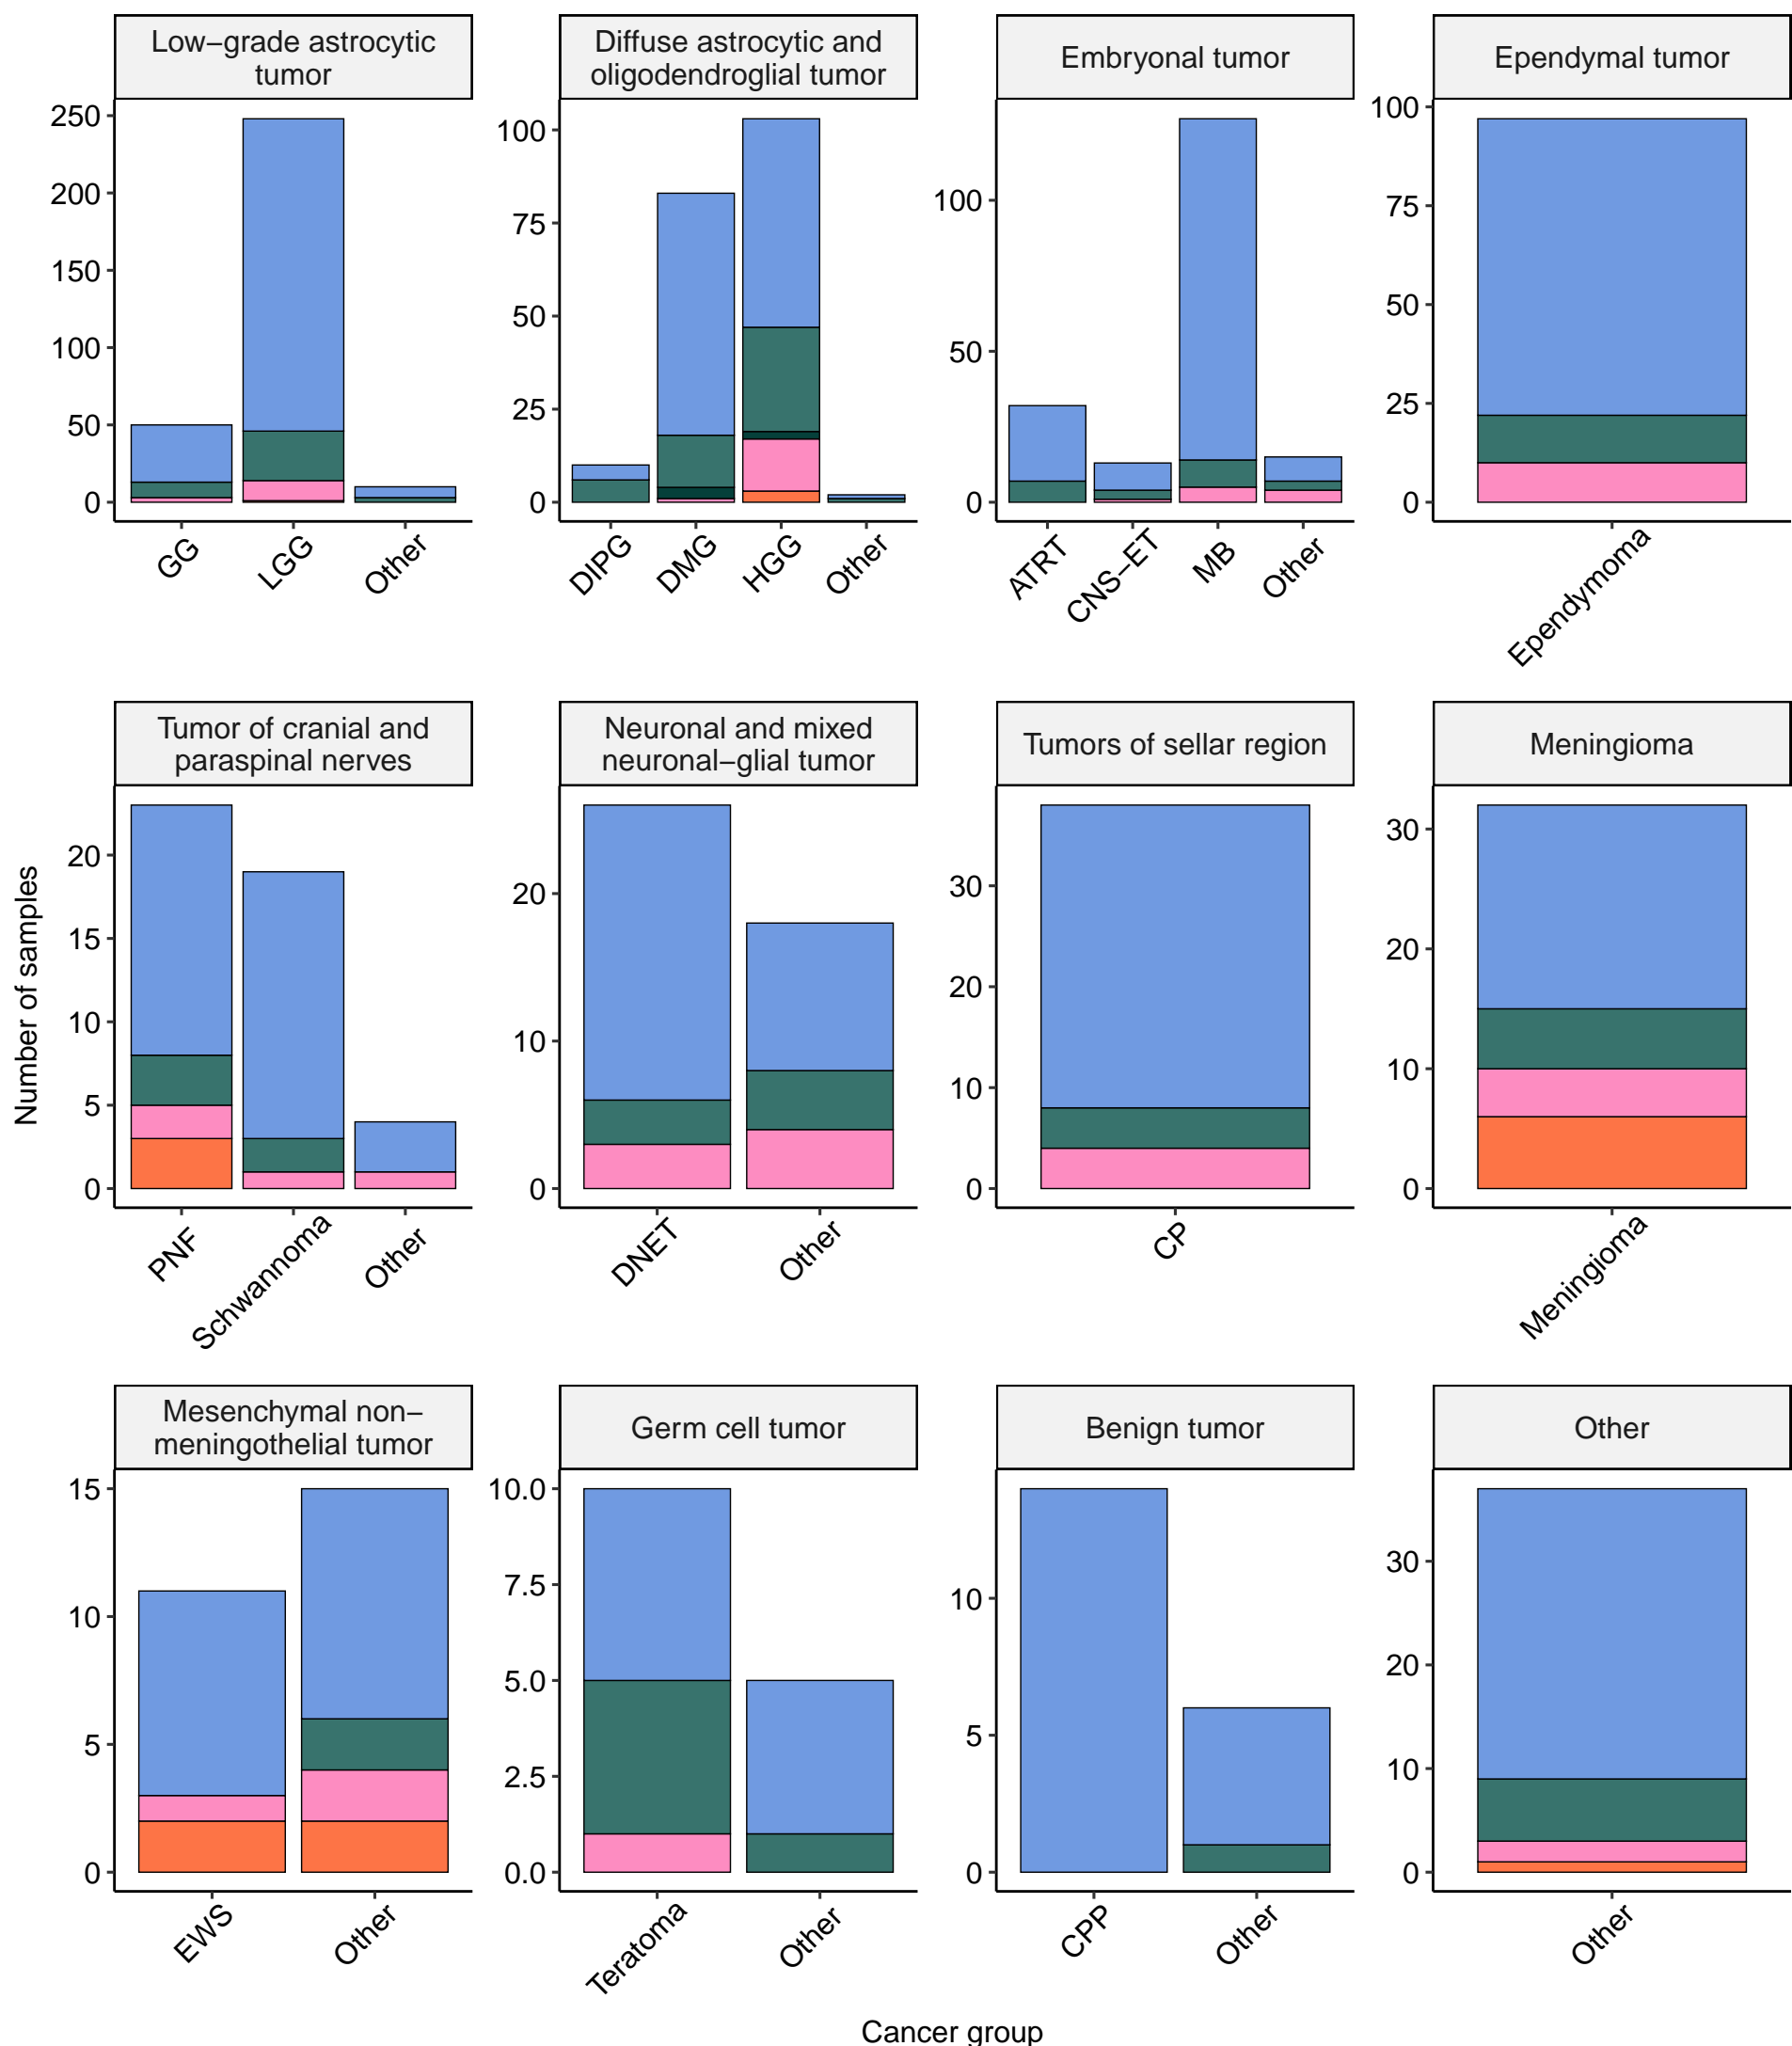 Low−grade astrocytic
tumor
Diffuse astrocytic and
oligodendroglial tumor
Embryonal tumor
Ependymal tumor
250
200
150
100
50
0
GG
LGG
Other
100
75
50
25
0
DIPG
DMG
HGG
Other
100
50
0
ATRT
CNS−ET
MB
Other
100
75
50
25
0
Ependymoma
Number of samples
Tumor of cranial and
paraspinal nerves
Neuronal and mixed
neuronal−glial tumor
Tumors of sellar region
Meningioma
20
15
10
5
0
PNF
Schwannoma
Other
20
10
0
DNET
Other
30
20
10
0
CP
30
20
10
0
Meningioma
Mesenchymal non−
meningothelial tumor
Germ cell tumor
Benign tumor
Other
15
10
5
0
EWS
Other
10.0
7.5
5.0
2.5
0.0
Teratoma
Other
10
5
0
CPP
Other
30
20
10
0
Other
Cancer group